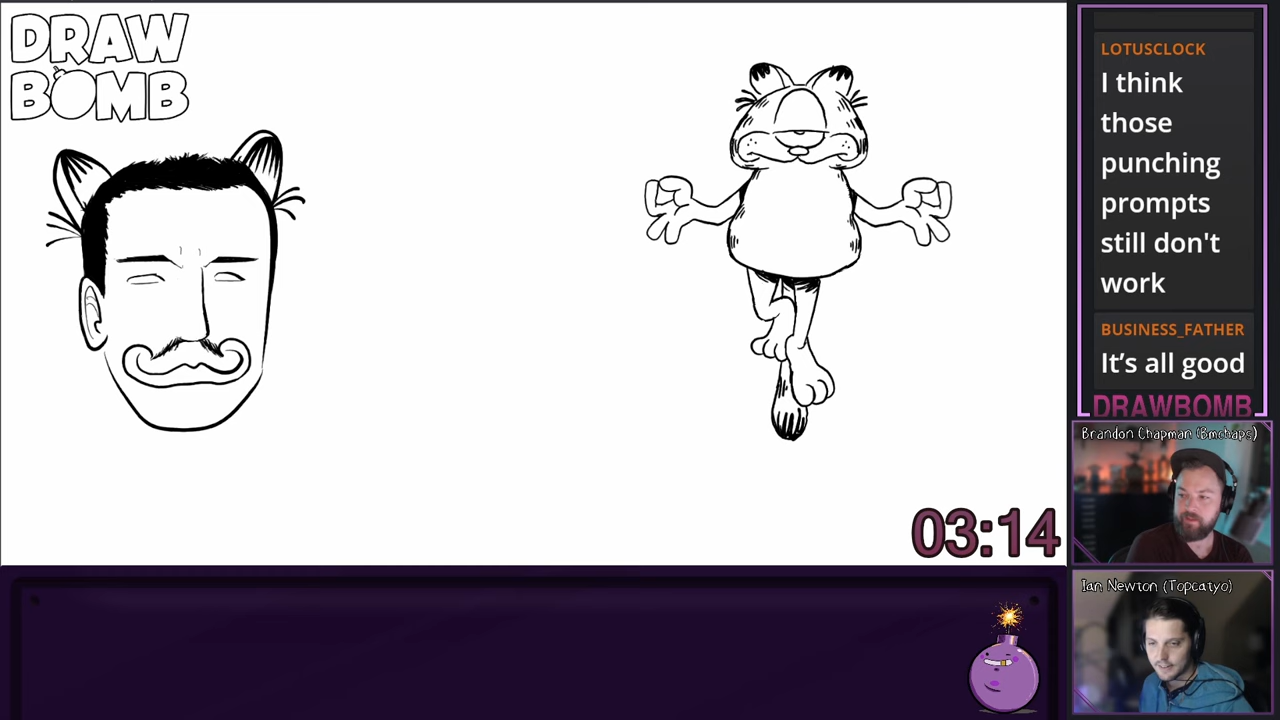 DRAW
BOMB
LOTUSCLOCK
I think
those
punching
prompts
still don't
work
BUSINESS_FATHER
It's all good
DRAWBOMB
Brandon Chapman (Bmchaps)
03:14
Ian Newton (Topcatyo)